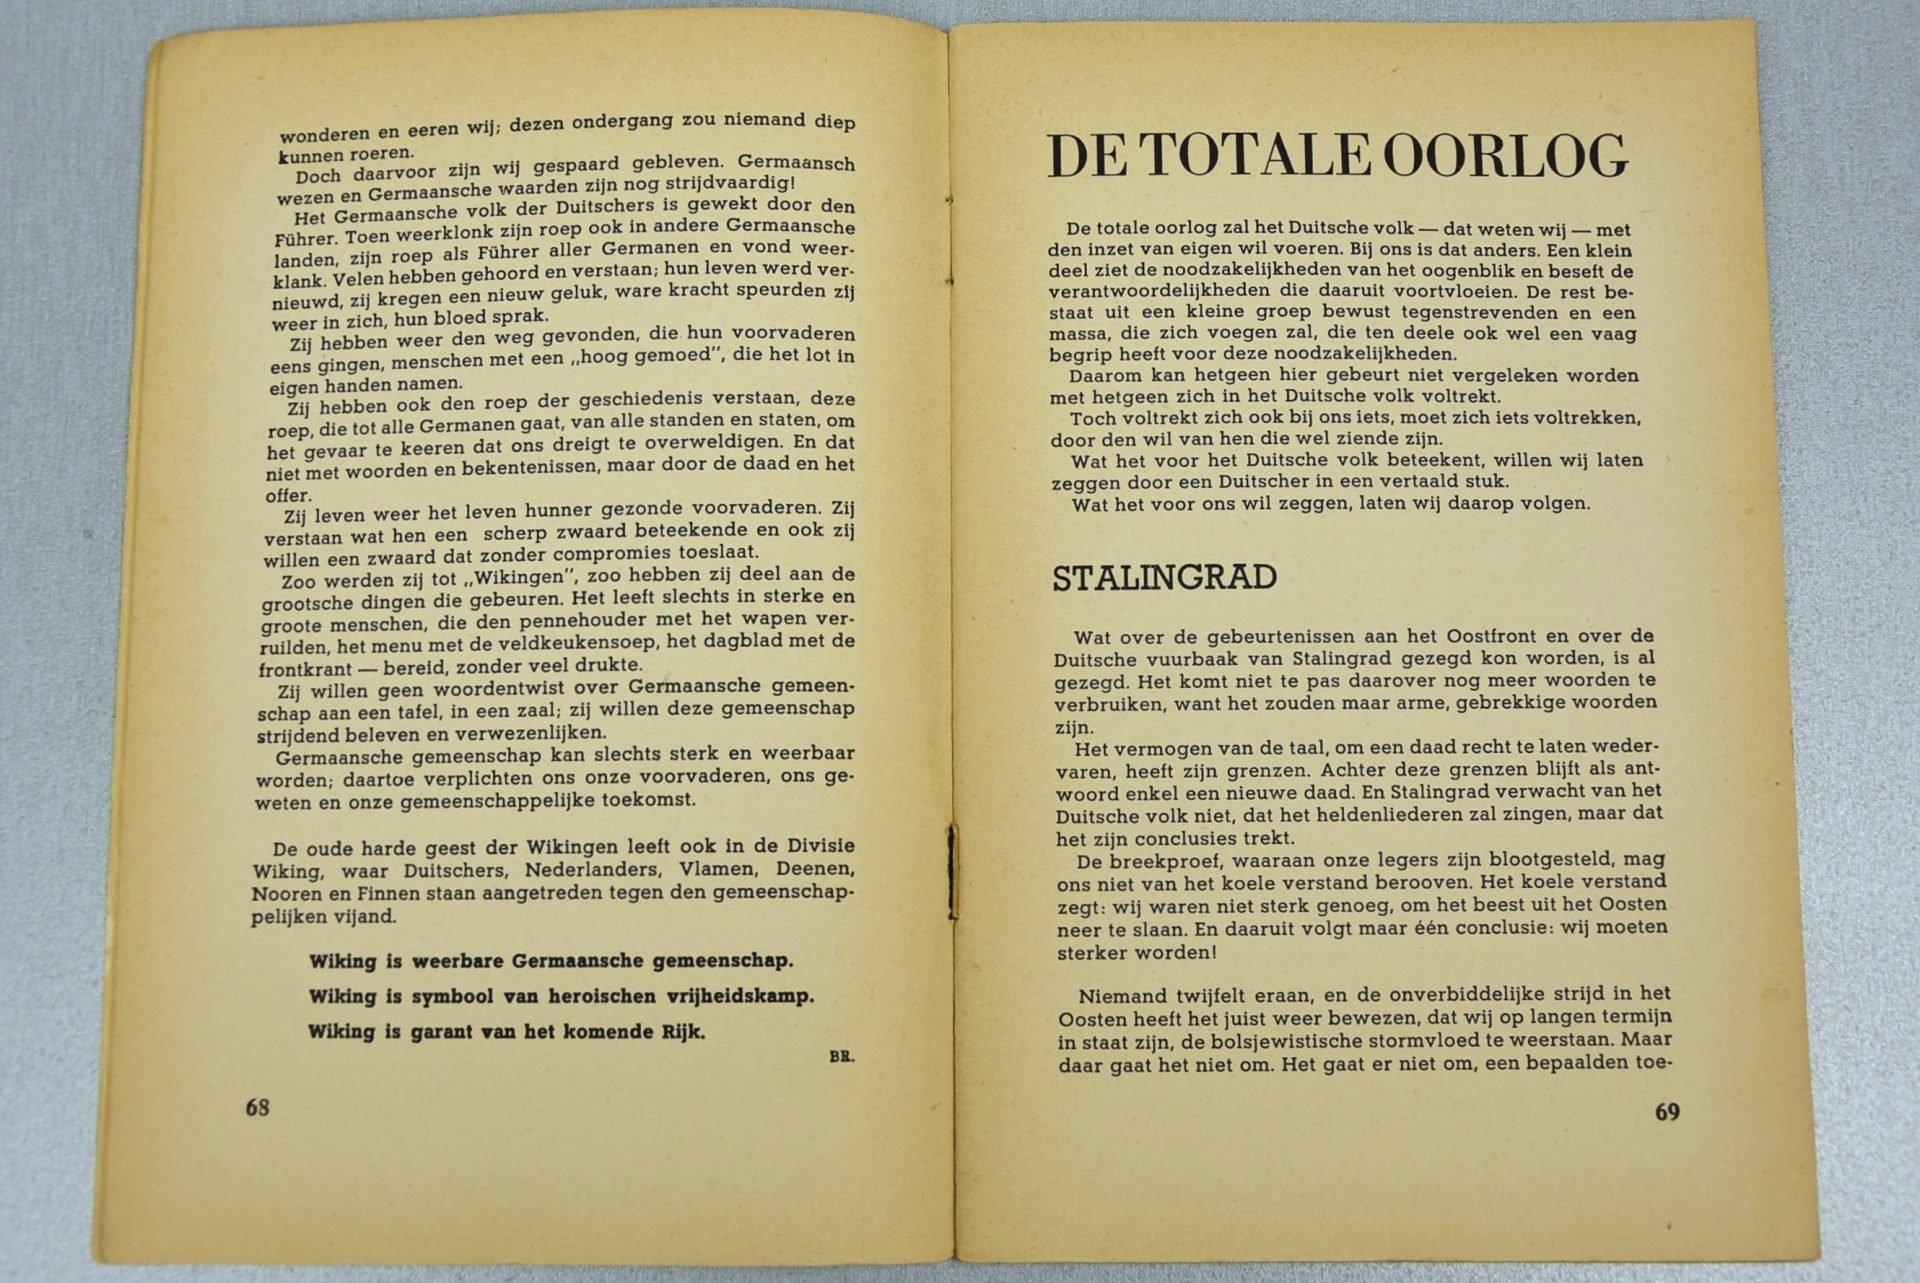 wonderen en eeren wij; dezen ondergang zou niemand diep
kunnen roeren.
Doch daarvoor zijn wij gespaard gebleven. Germaansch
wezen en Germaansche waarden zijn nog strijdvaardig!
Het Germaansche volk der Duitschers is gewekt door den
Führer. Toen weerklonk zijn roep ook in andere Germaansche
landen, zijn roep als Führer aller Germanen en vond weer-
klank. Velen hebben gehoord en verstaan; hun leven werd ver-
nieuwd, zij kregen een nieuw geluk, ware kracht speurden zij
weer in zich, hun bloed sprak.
Zij hebben weer den weg gevonden, die hun voorvaderen
eens gingen, menschen met een „hoog gemoed", die het lot in
eigen handen namen.
Zij hebben ook den roep der geschiedenis verstaan, deze
roep, die tot alle Germanen gaat, van alle standen en staten, om
het gevaar te keeren dat ons dreigt te overweldigen. En dat
niet met woorden en bekentenissen, maar door de daad en het
offer.
Zij leven weer het leven hunner gezonde voorvaderen. Zij
verstaan wat hen een scherp zwaard beteekende en ook zij
willen een zwaard dat zonder compromies toeslaat.
Zoo werden zij tot „Wikingen", zoo hebben zij deel aan de
grootsche dingen die gebeuren. Het leeft slechts in sterke en
groote menschen, die den pennehouder met het wapen ver-
ruilden, het menu met de veldkeukensoep, het dagblad met de
frontkrant — bereid, zonder veel drukte.
Zij willen geen woordentwist over Germaansche gemeen-
schap aan een tafel, in een zaal; zij willen deze gemeenschap
strijdend beleven en verwezenlijken.
Germaansche gemeenschap kan slechts sterk en weerbaar
worden; daartoe verplichten ons onze voorvaderen, ons ge-
weten en onze gemeenschappelijke toekomst.
De oude harde geest der Wikingen leeft ook in de Divisie
Wiking, waar Duitschers, Nederlanders, Vlamen, Deenen,
Nooren en Finnen staan aangetreden tegen den gemeenschap-
pelijken vijand.
Wiking is weerbare Germaansche gemeenschap.
Wiking is symbool van heroischen vrijheidskamp.
Wiking is garant van het komende Rijk.
BR.
68
DE TOTALE OORLOG
De totale oorlog zal het Duitsche volk — dat weten wij — met
den inzet van eigen wil voeren. Bij ons is dat anders. Een klein
deel ziet de noodzakelijkheden van het oogenblik en beseft de
verantwoordelijkheden die daaruit voortvloeien. De rest be-
staat uit een kleine groep bewust tegenstrevenden en een
massa, die zich voegen zal, die ten deele ook wel een vaag
begrip heeft voor deze noodzakelijkheden.
Daarom kan hetgeen hier gebeurt niet vergeleken worden
met hetgeen zich in het Duitsche volk voltrekt.
Toch voltrekt zich ook bij ons iets, moet zich iets voltrekken,
door den wil van hen die wel ziende zijn.
Wat het voor het Duitsche volk beteekent, willen wij laten
zeggen door een Duitscher in een vertaald stuk.
Wat het voor ons wil zeggen, laten wij daarop volgen.
STALINGRAD
Wat over de gebeurtenissen aan het Oostfront en over de
Duitsche vuurbaak van Stalingrad gezegd kon worden, is al
gezegd. Het komt niet te pas daarover nog meer woorden te
verbruiken, want het zouden maar arme, gebrekkige woorden
zijn.
Het vermogen van de taal, om een daad recht te laten weder-
varen, heeft zijn grenzen. Achter deze grenzen blijft als ant-
woord enkel een nieuwe daad. En Stalingrad verwacht van het
Duitsche volk niet, dat het heldenliederen zal zingen, maar dat
het zijn conclusies trekt.
De breekproef, waaraan onze legers zijn blootgesteld, mag
ons niet van het koele verstand berooven. Het koele verstand
zegt: wij waren niet sterk genoeg, om het beest uit het Oosten
neer te slaan. En daaruit volgt maar één conclusie: wij moeten
sterker worden!
Niemand twijfelt eraan, en de onverbiddelijke strijd in het
Oosten heeft het juist weer bewezen, dat wij op langen termijn
in staat zijn, de bolsjewistische stormvloed te weerstaan. Maar
daar gaat het niet om. Het gaat er niet om, een bepaalden toe-
69